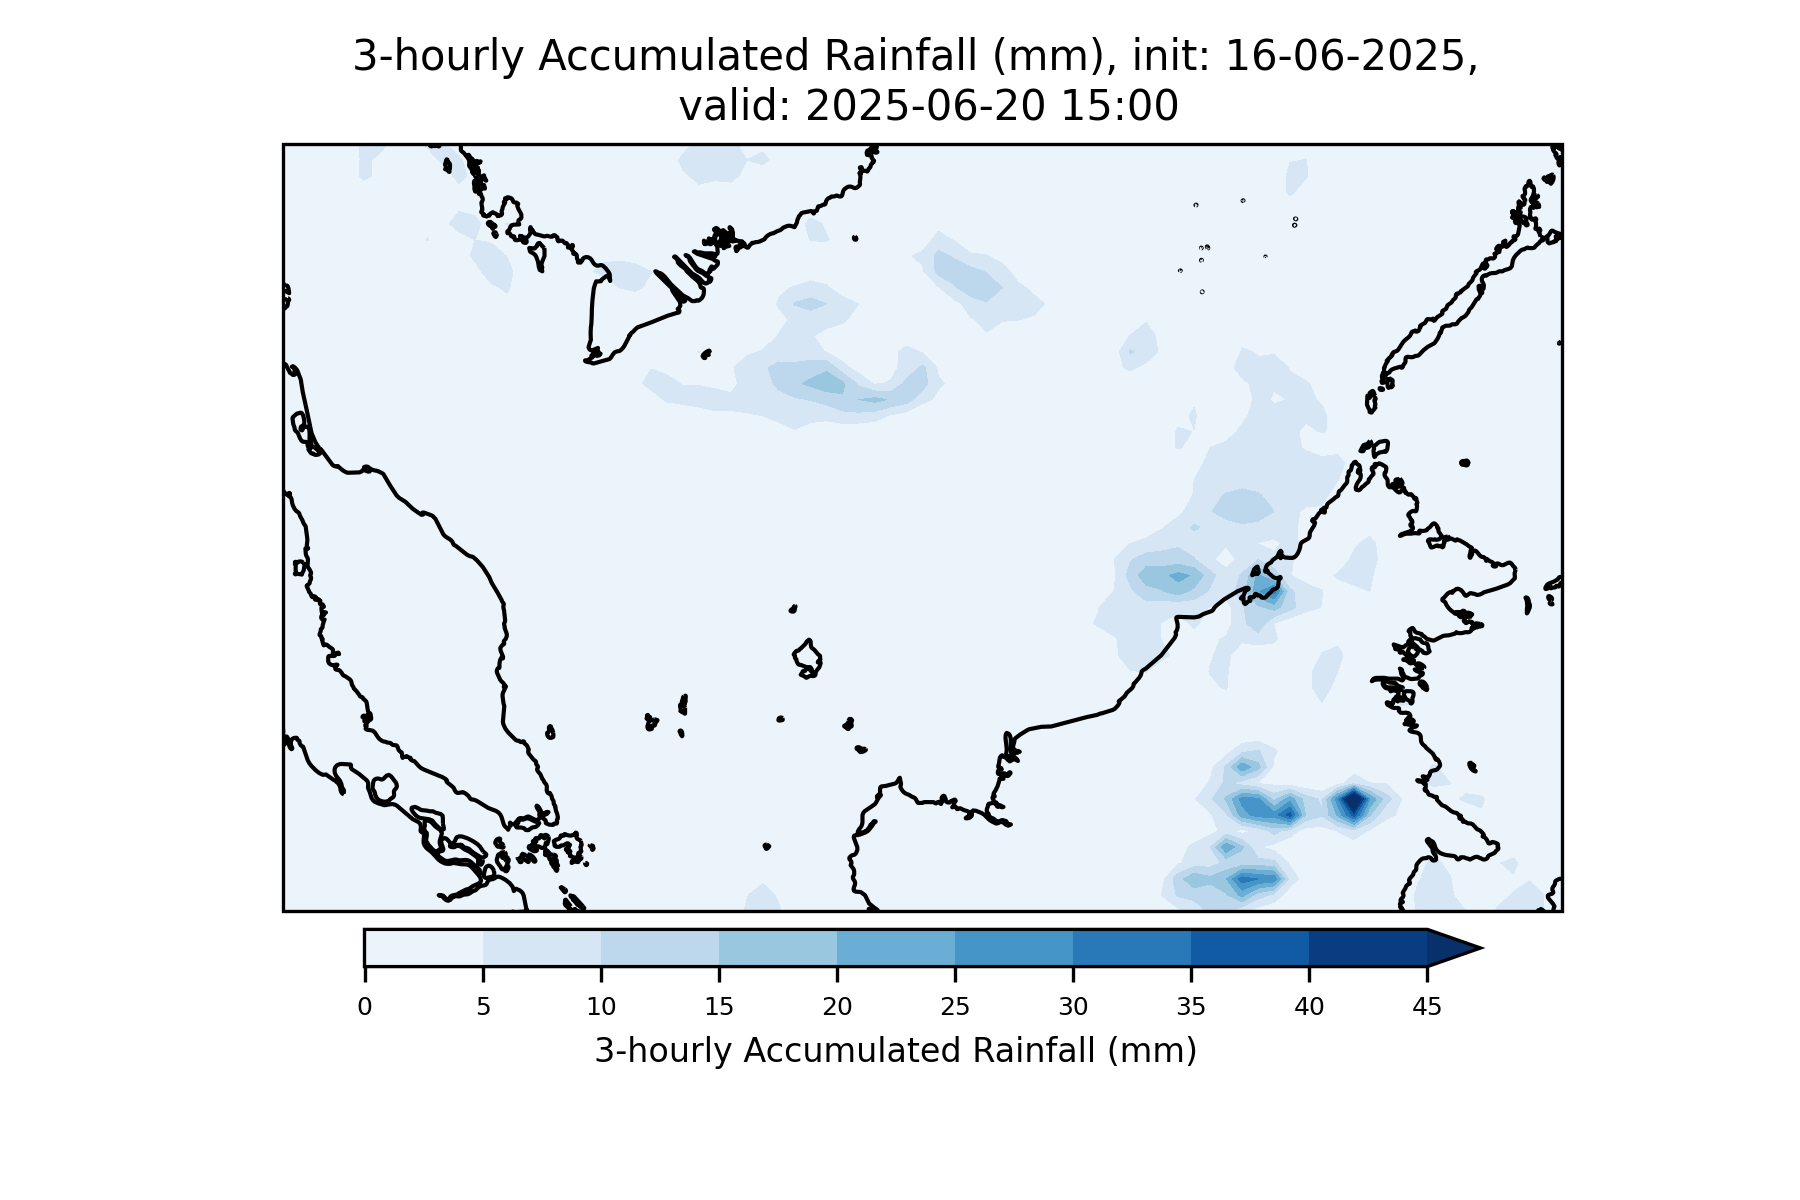 3-hourly Accumulated Rainfall (mm), init: 16-06-2025,
valid: 2025-06-20 15:00
0 5 10 15 20 25 30 35 40 45
3-hourly Accumulated Rainfall (mm)